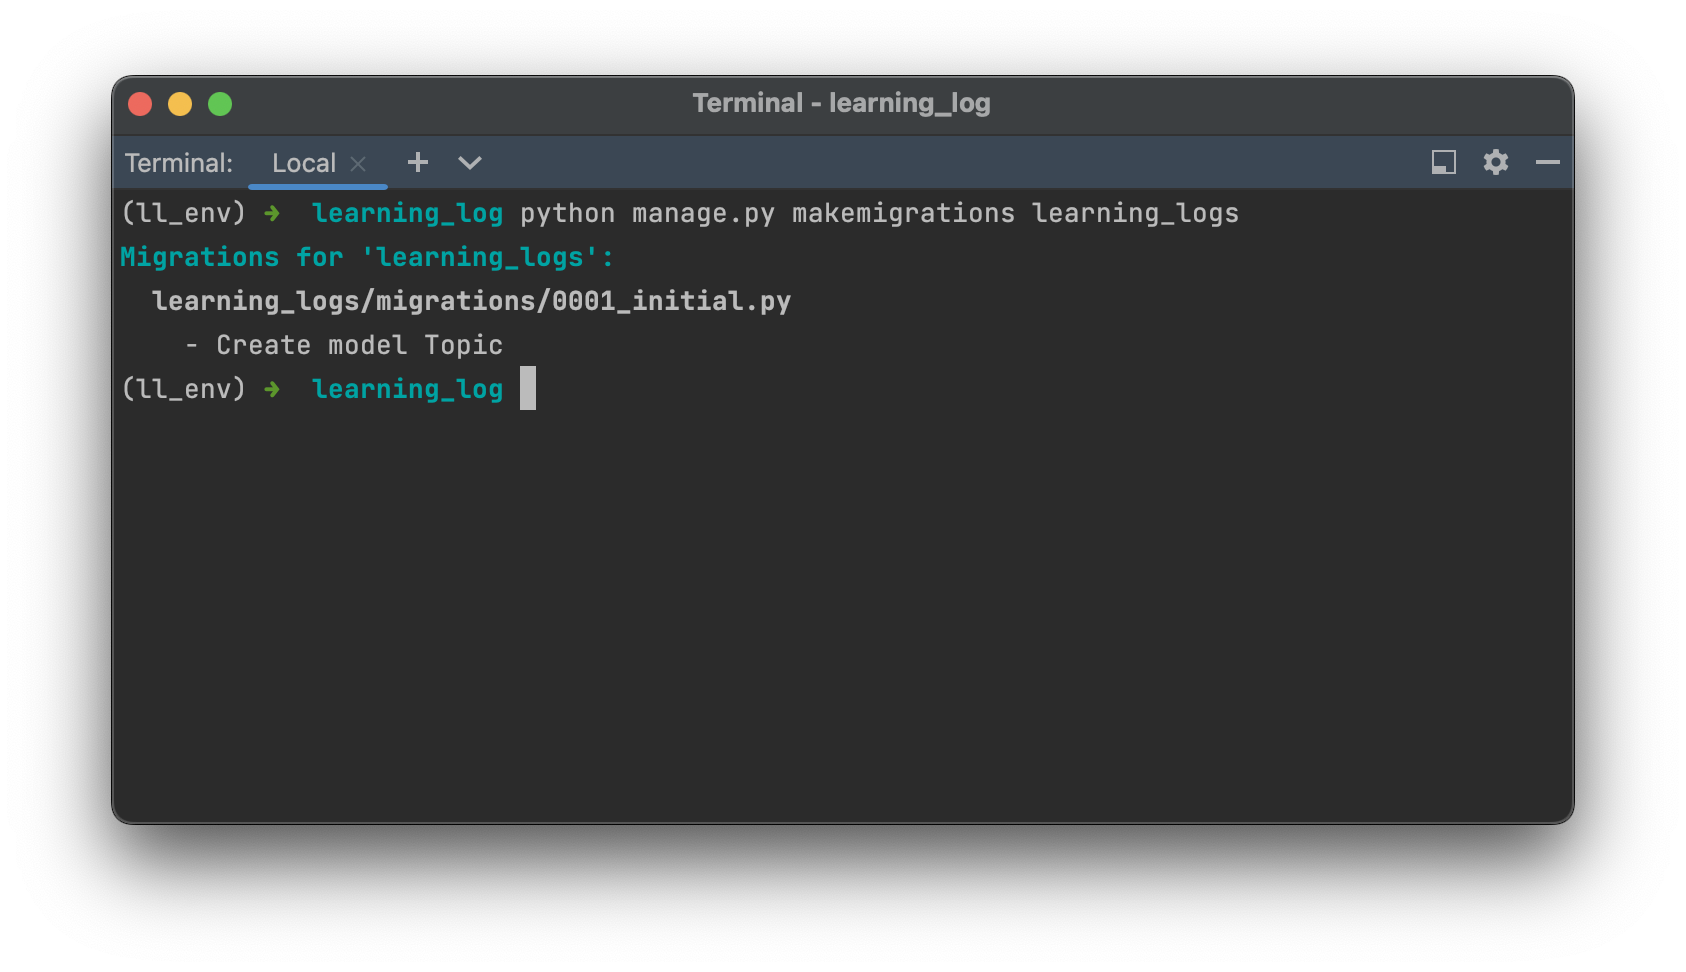 Terminal - learning_log
Terminal: Local
(ll_env) ➜  learning_log python manage.py makemigrations learning_logs
Migrations for 'learning_logs':
  learning_logs/migrations/0001_initial.py
    - Create model Topic
(ll_env) ➜  learning_log